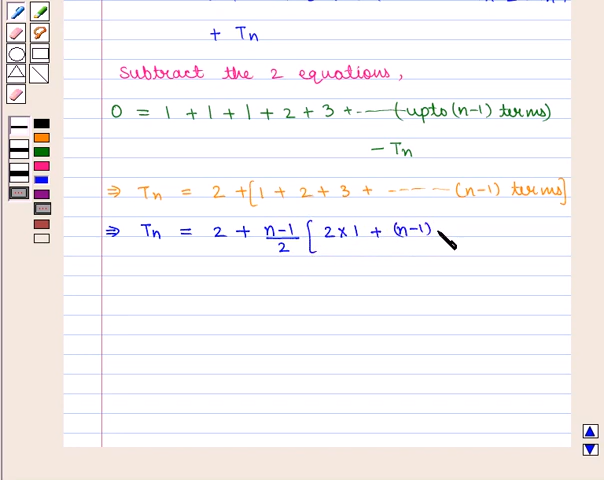 + Tn
Subtract the 2 equations,
0 = 1 + 1 + 1 + 2 + 3 + ----- (upto (n-1) terms)
- Tn
⇒ Tn = 2 + [1 + 2 + 3 + ------- (n-1) terms]
⇒ Tn = 2 + n-1/2 [ 2×1 + (n-1)